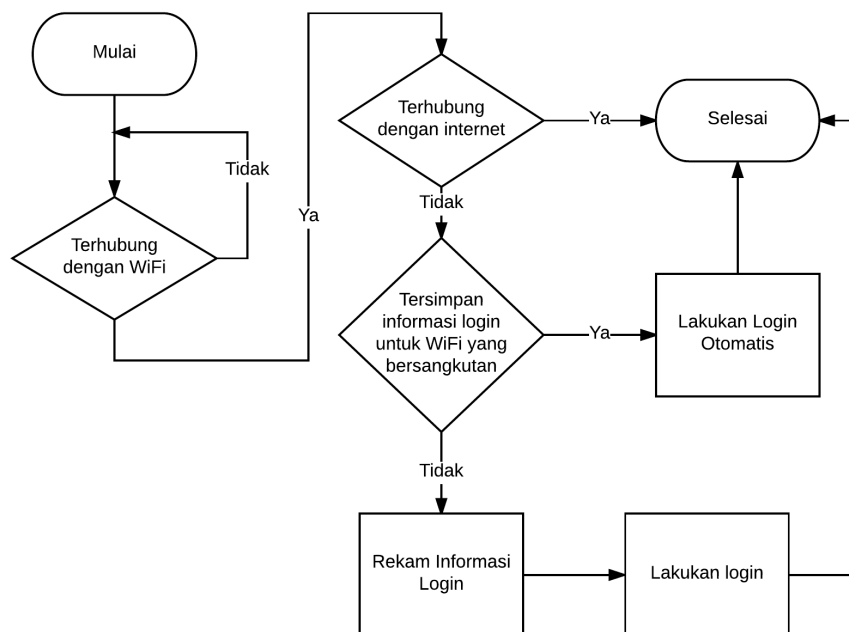 Mulai
Tidak
Terhubung
dengan WiFi
Ya
Terhubung
dengan internet
Ya
Selesai
Tidak
Tersimpan
informasi login
untuk WiFi yang
bersangkutan
Ya
Lakukan Login
Otomatis
Tidak
Rekam Informasi
Login
Lakukan login